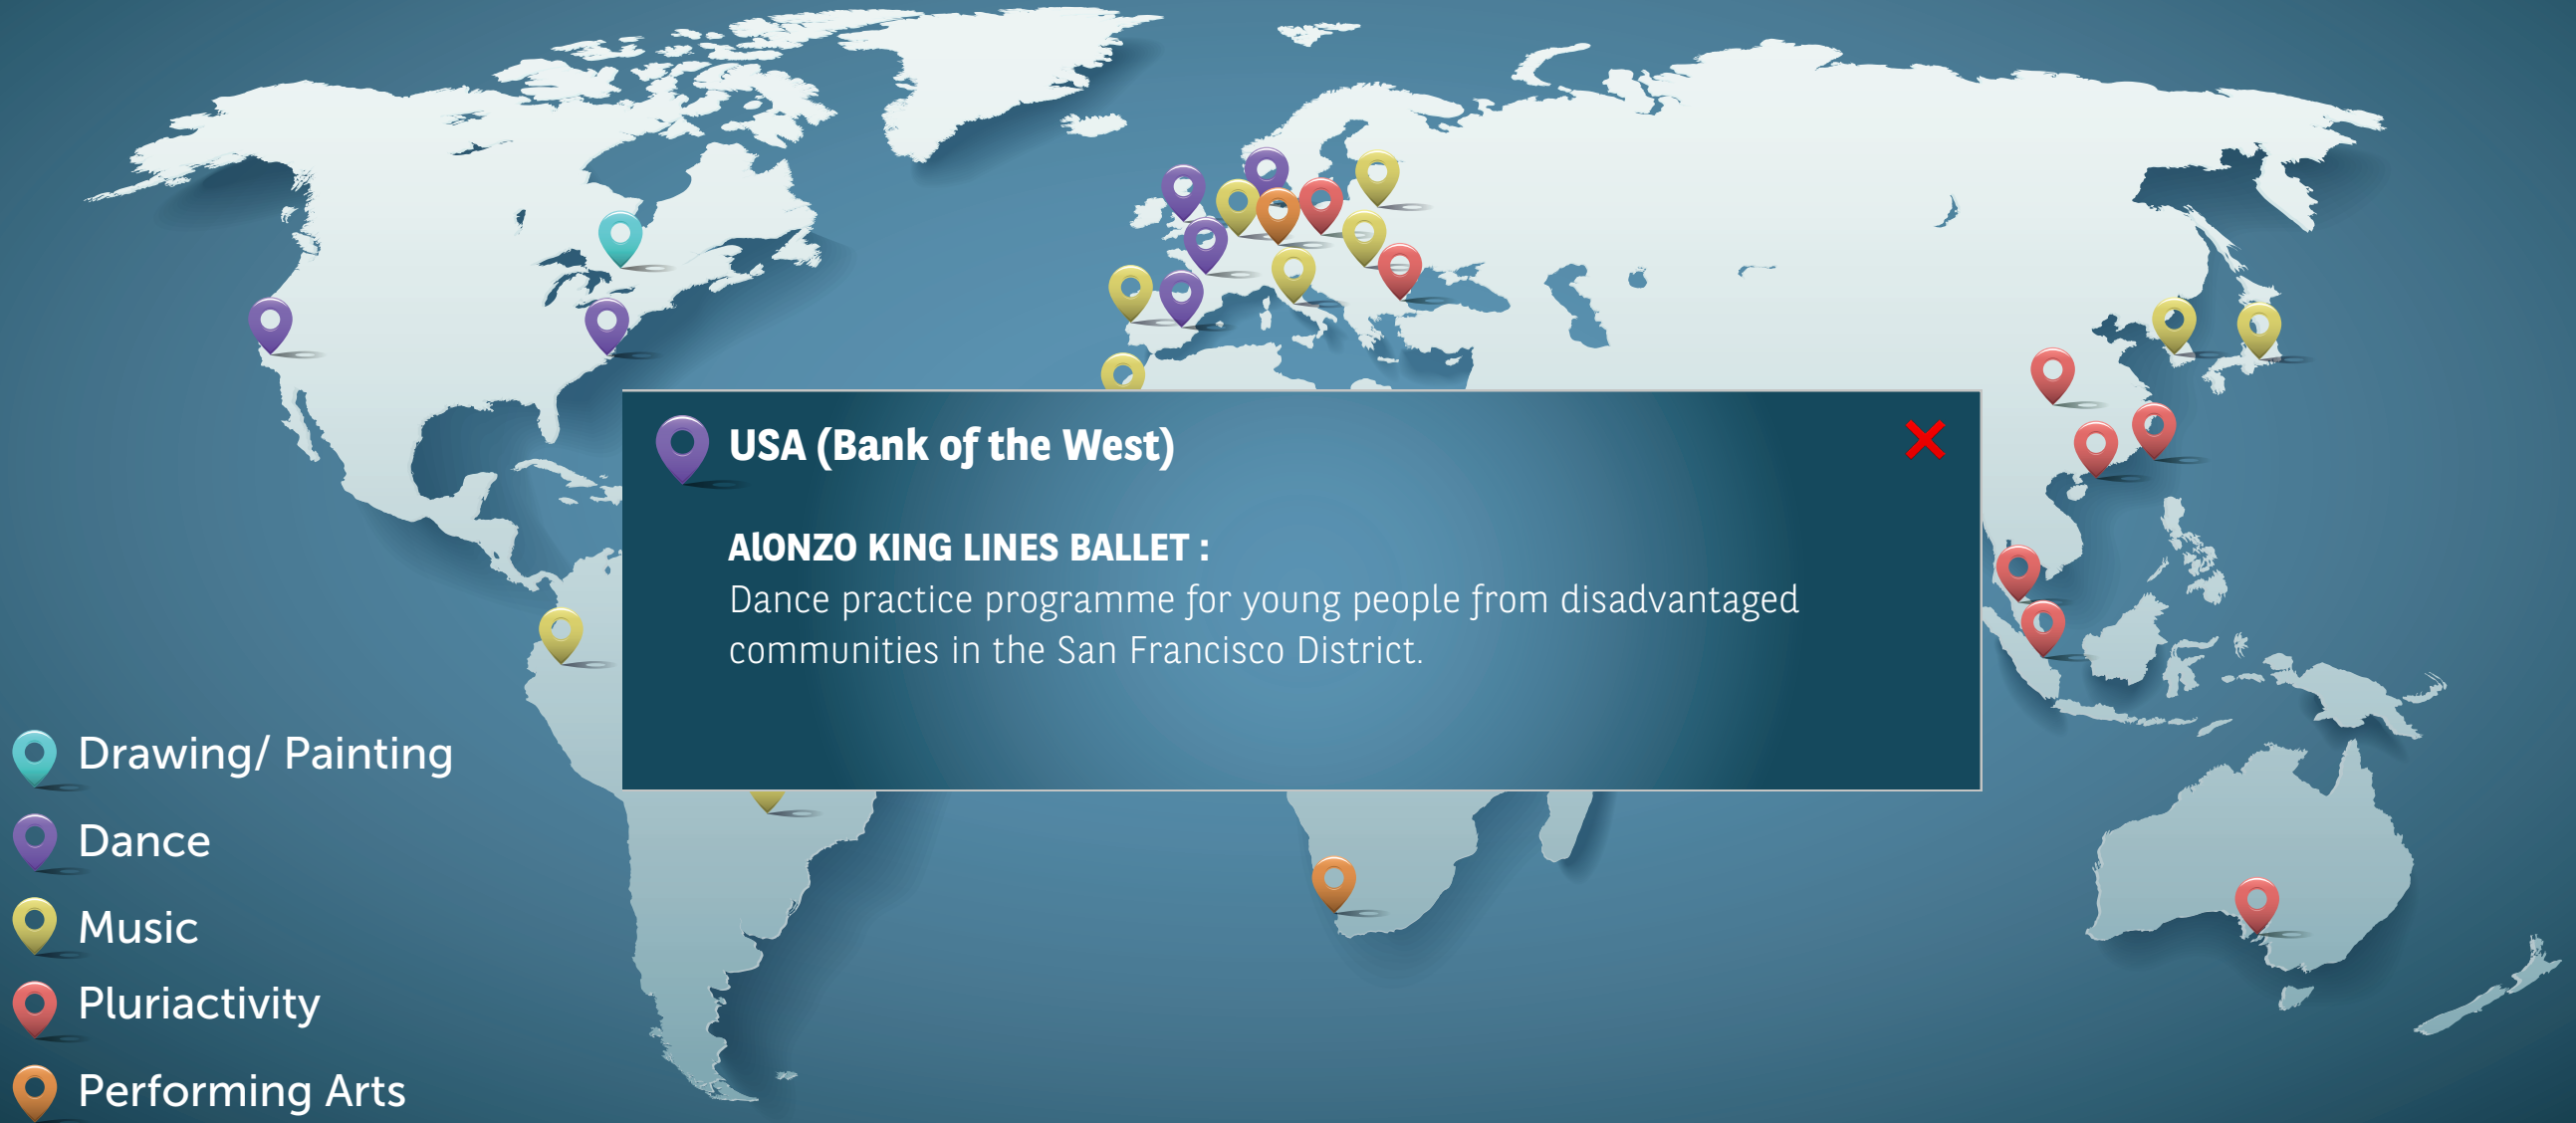 USA (Bank of the West)
AlONZO KING LINES BALLET :
Dance practice programme for young people from disadvantaged
communities in the San Francisco District.
Drawing/ Painting
Dance
Music
Pluriactivity
Performing Arts